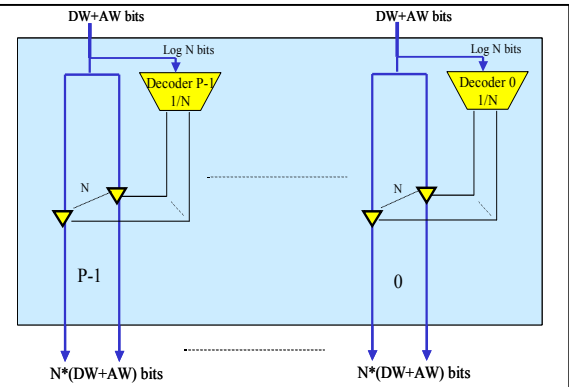 DW+AW bits
DW+AW bits
Log N bits
Log N bits
Decoder P-1
1/N
Decoder 0
1/N
N
N
P-1
0
N*(DW+AW) bits
N*(DW+AW) bits